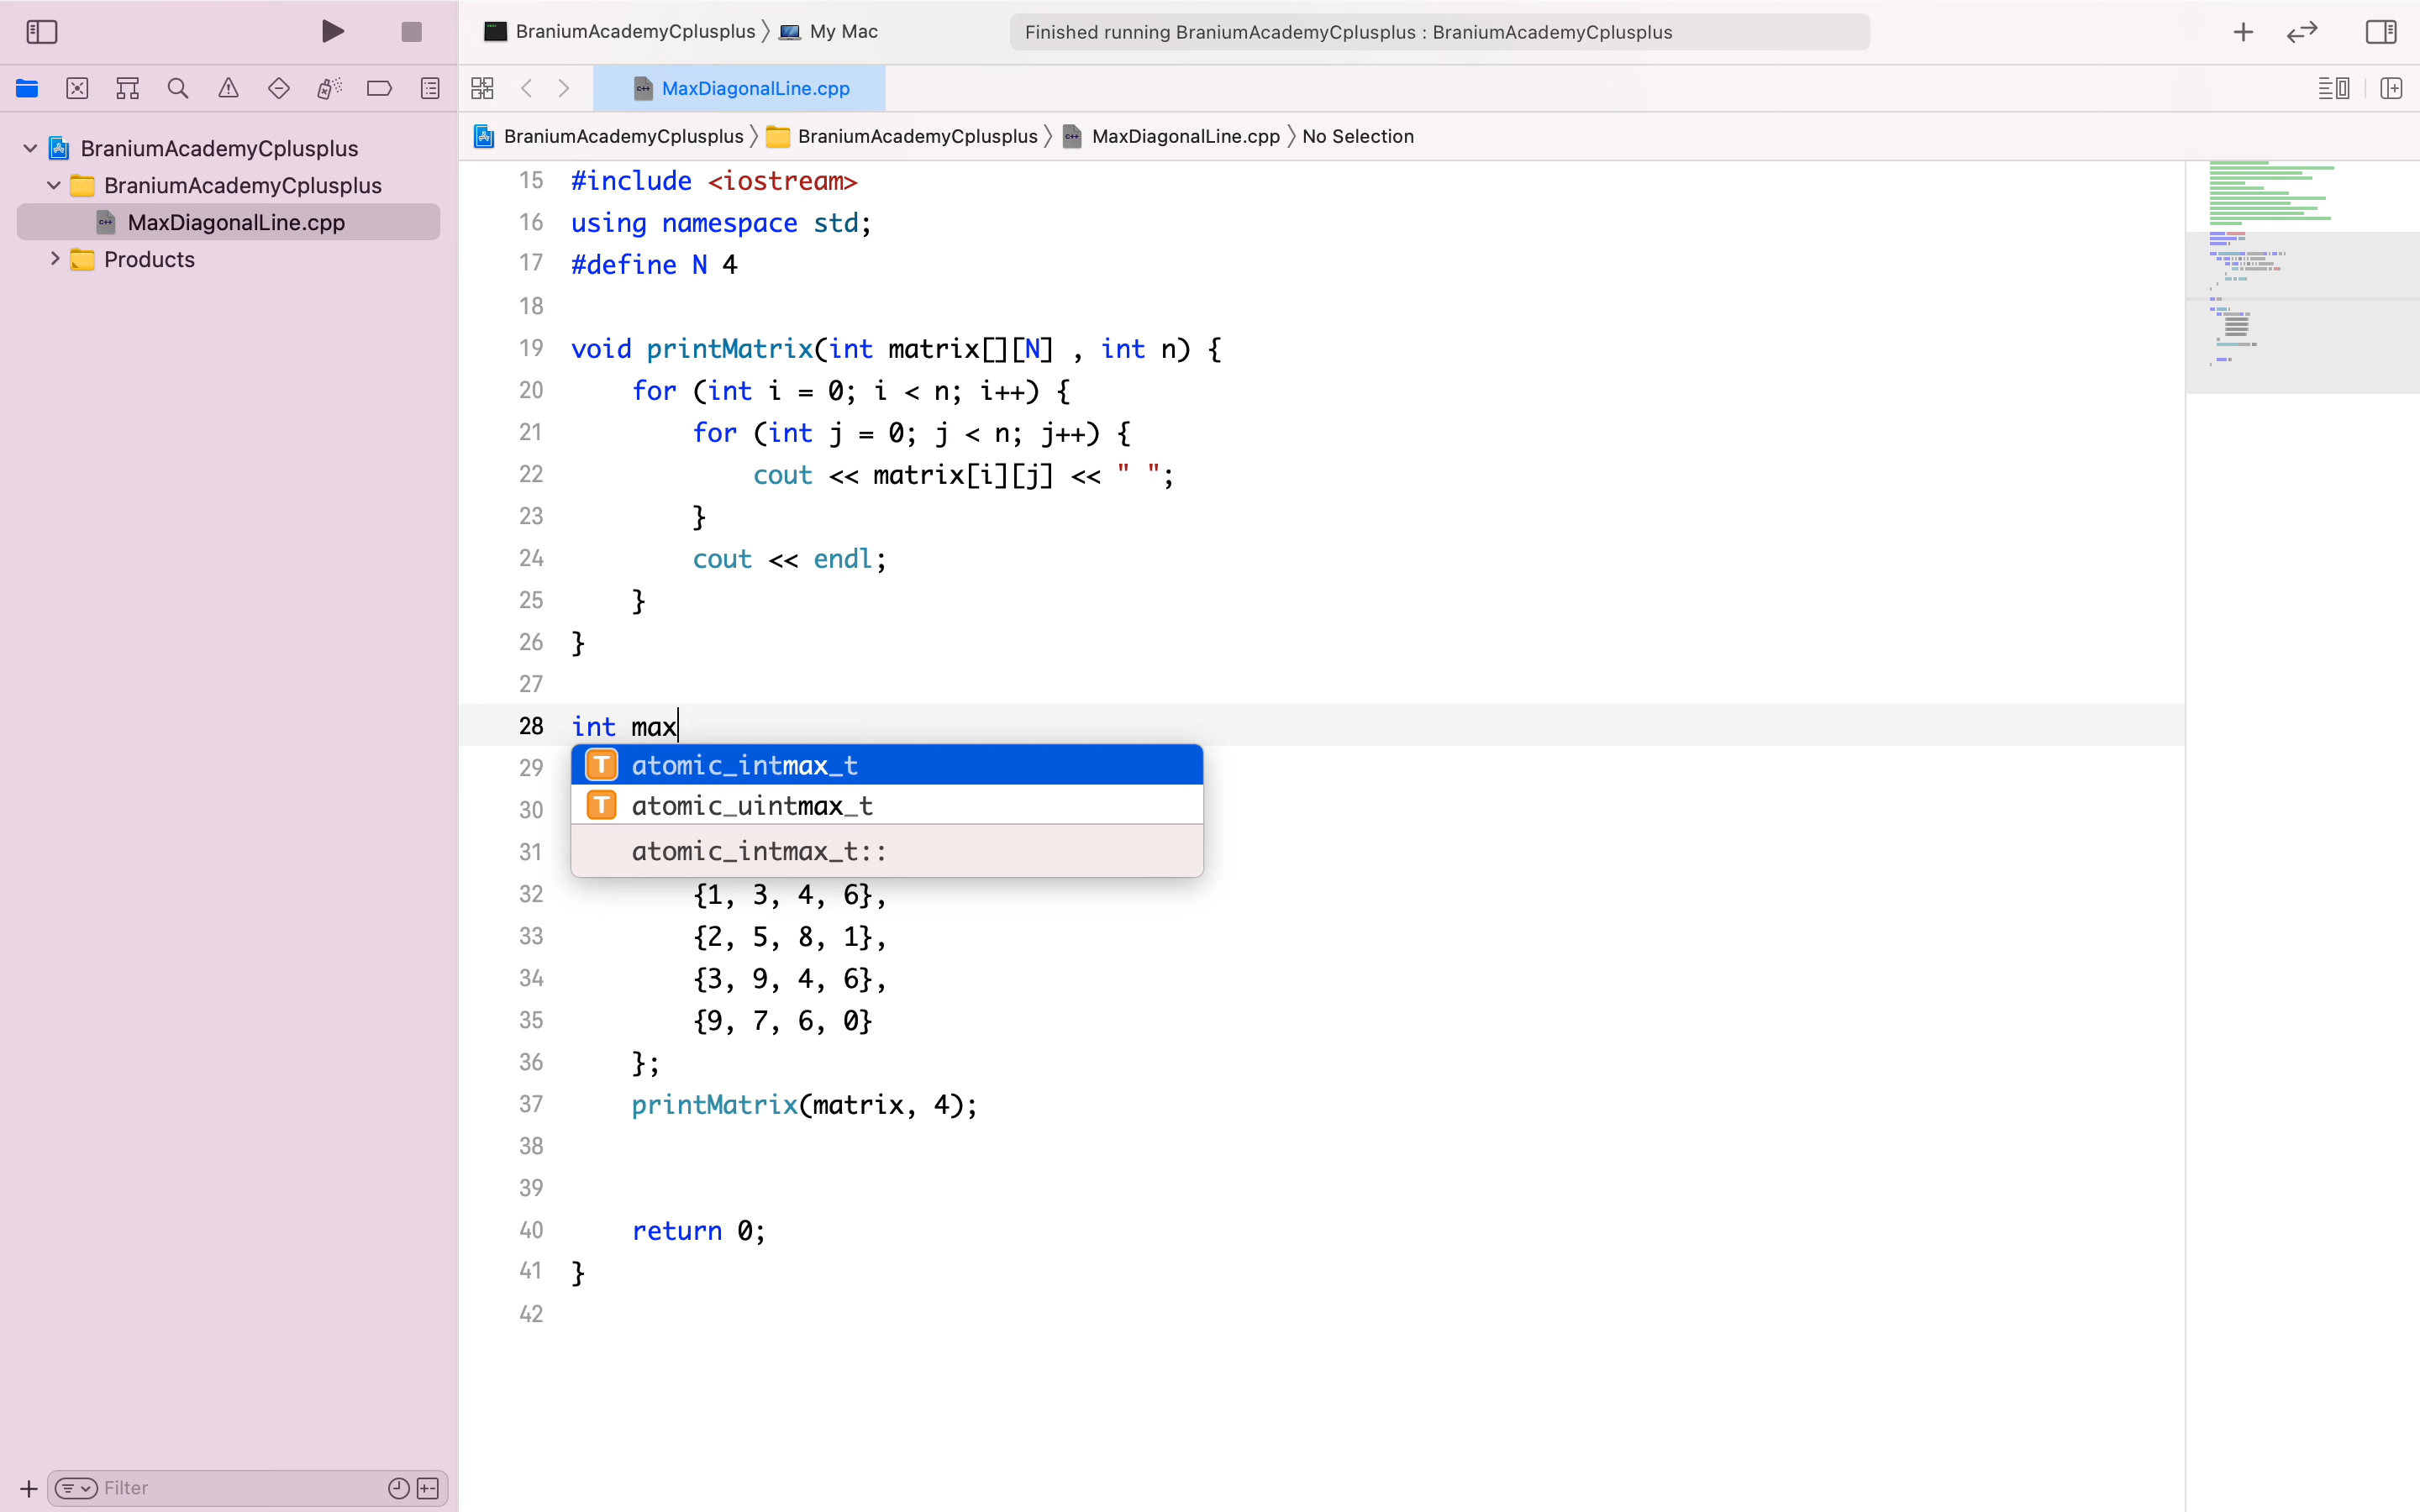 BraniumAcademyCplusplus 〉 My Mac
Finished running BraniumAcademyCplusplus : BraniumAcademyCplusplus
MaxDiagonalLine.cpp
BraniumAcademyCplusplus 〉 BraniumAcademyCplusplus 〉 MaxDiagonalLine.cpp 〉 No Selection
BraniumAcademyCplusplus
BraniumAcademyCplusplus
MaxDiagonalLine.cpp
Products
15 #include <iostream>
16 using namespace std;
17 #define N 4
18
19 void printMatrix(int matrix[][N] , int n) {
20     for (int i = 0; i < n; i++) {
21         for (int j = 0; j < n; j++) {
22             cout << matrix[i][j] << " ";
23         }
24         cout << endl;
25     }
26 }
27
28 int max
29
T atomic_intmax_t
30
T atomic_uintmax_t
31
atomic_intmax_t::
32         {1, 3, 4, 6},
33         {2, 5, 8, 1},
34         {3, 9, 4, 6},
35         {9, 7, 6, 0}
36     };
37     printMatrix(matrix, 4);
38
39
40     return 0;
41 }
42
Filter